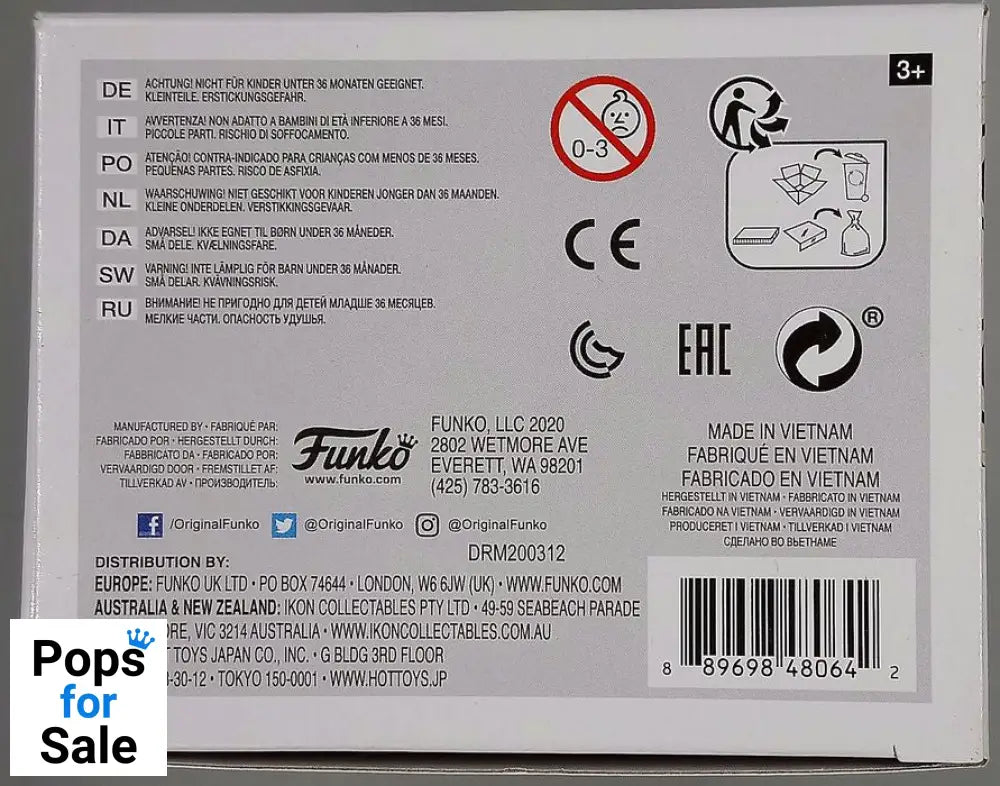 3+
DE ACHTUNG! NICHT FÜR KINDER UNTER 36 MONATEN GEEIGNET.
KLEINTEILE. ERSTICKUNGSGEFAHR.
IT AVVERTENZA! NON ADATTO A BAMBINI DI ETÀ INFERIORE A 36 MESI.
PICCOLE PARTI. RISCHIO DI SOFFOCAMENTO.
PO ATENÇÃO! CONTRA-INDICADO PARA CRIANÇAS COM MENOS DE 36 MESES.
PEQUENAS PARTES. RISCO DE ASFIXIA.
NL WAARSCHUWING! NIET GESCHIKT VOOR KINDEREN JONGER DAN 36 MAANDEN.
KLEINE ONDERDELEN. VERSTIKKINGSGEVAAR.
DA ADVARSEL! IKKE EGNET TIL BØRN UNDER 36 MÅNEDER.
SMÅ DELE. KVÆLNINGSFARE.
SW VARNING! INTE LÄMPLIG FÖR BARN UNDER 36 MÅNADER.
SMÅ DELAR. KVÄVNINGSRISK.
RU ВНИМАНИЕ! НЕ ПРИГОДНО ДЛЯ ДЕТЕЙ МЛАДШЕ 36 МЕСЯЦЕВ.
МЕЛКИЕ ЧАСТИ. ОПАСНОСТЬ УДУШЬЯ.
0-3
CE
EAC
®
MANUFACTURED BY • FABRIQUÉ PAR:
FABRICADO POR • HERGESTELLT DURCH:
FABBRICATO DA • FABRICADO POR:
VERVAARDIGD DOOR • FREMSTILLET AF:
TILLVERKAD AV • ПРОИЗВОДИТЕЛЬ:
Funko
www.funko.com
FUNKO, LLC 2020
2802 WETMORE AVE
EVERETT, WA 98201
(425) 783-3616
MADE IN VIETNAM
FABRIQUÉ EN VIETNAM
FABRICADO EN VIETNAM
HERGESTELLT IN VIETNAM • FABBRICATO IN VIETNAM
FABRICADO NA VIETNAM • VERVAARDIGD IN VIETNAM
PRODUCERET I VIETNAM • TILLVERKAD I VIETNAM
СДЕЛАНО ВО ВЬЕТНАМЕ
/OriginalFunko @OriginalFunko @OriginalFunko
DRM200312
DISTRIBUTION BY:
EUROPE: FUNKO UK LTD • PO BOX 74644 • LONDON, W6 6JW (UK) • WWW.FUNKO.COM
AUSTRALIA & NEW ZEALAND: IKON COLLECTABLES PTY LTD • 49-59 SEABEACH PARADE
ORE, VIC 3214 AUSTRALIA • WWW.IKONCOLLECTABLES.COM.AU
T TOYS JAPAN CO., INC. • G BLDG 3RD FLOOR
-30-12 • TOKYO 150-0001 • WWW.HOTTOYS.JP
8 89698 48064 2
Pops
for
Sale